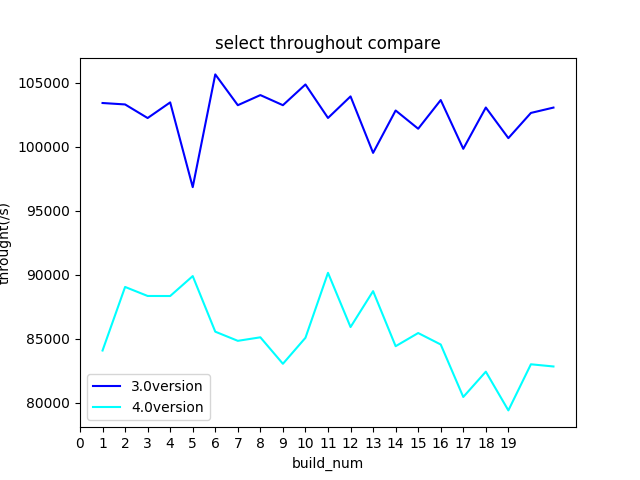 select throughout compare
throught(/s)
105000
100000
95000
90000
85000
80000
3.0version
4.0version
0 1 2 3 4 5 6 7 8 9 10 11 12 13 14 15 16 17 18 19
build_num